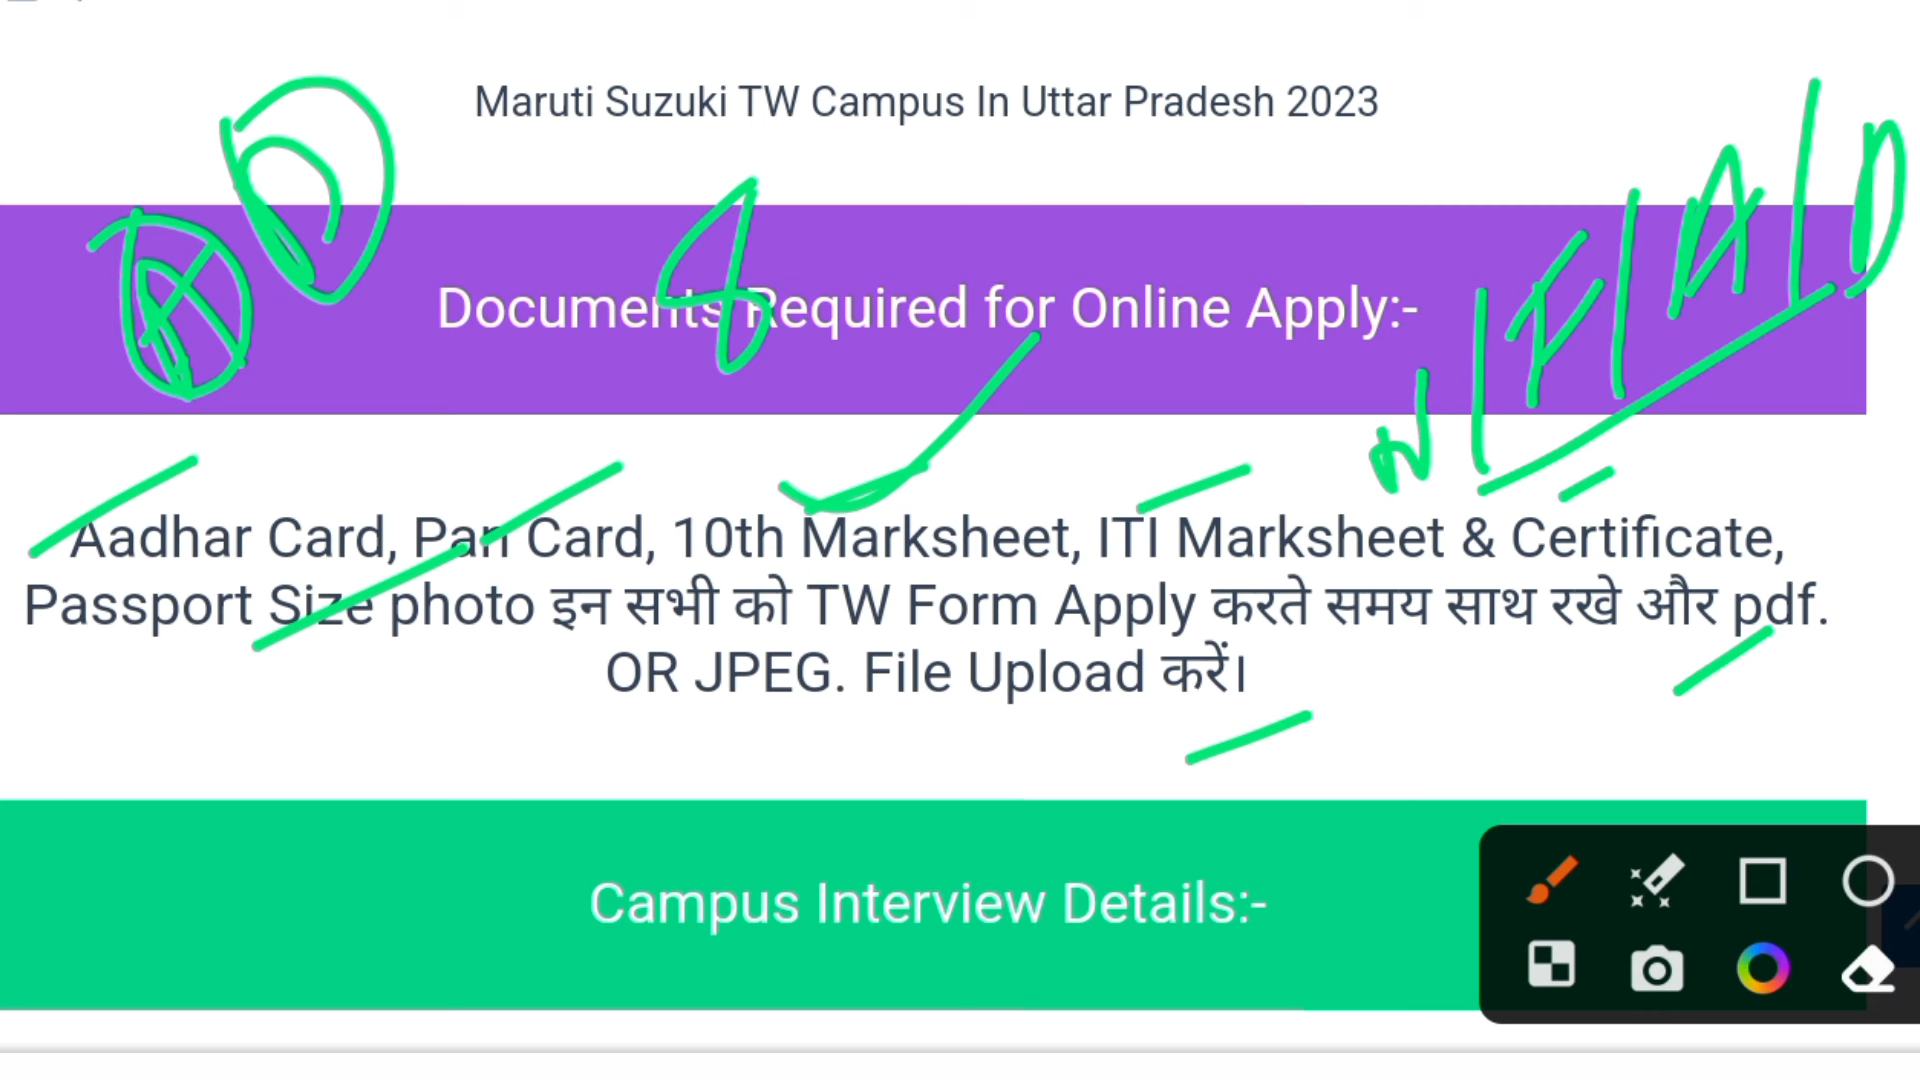 Maruti Suzuki TW Campus In Uttar Pradesh 2023
Documents Required for Online Apply:-
8
Aadhar Card, Pan Card, 10th Marksheet, ITI Marksheet & Certificate,
Passport Size photo इन सभी को TW Form Apply करते समय साथ रखे और pdf.
OR JPEG. File Upload करें।
Campus Interview Details:-